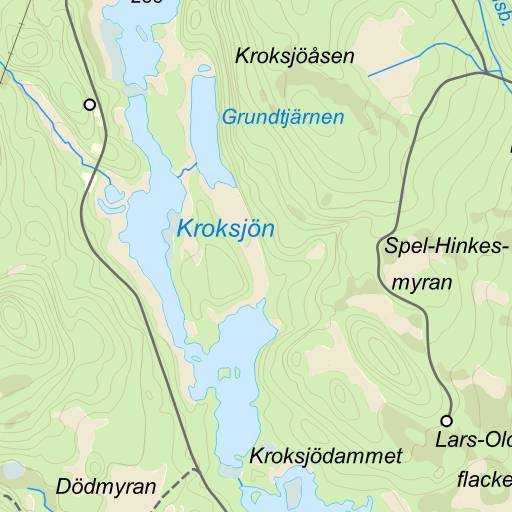 Kroksjöåsen
Grundtjärnen
Kroksjön
Spel-Hinkes-
myran
Kroksjödammet
Dödmyran